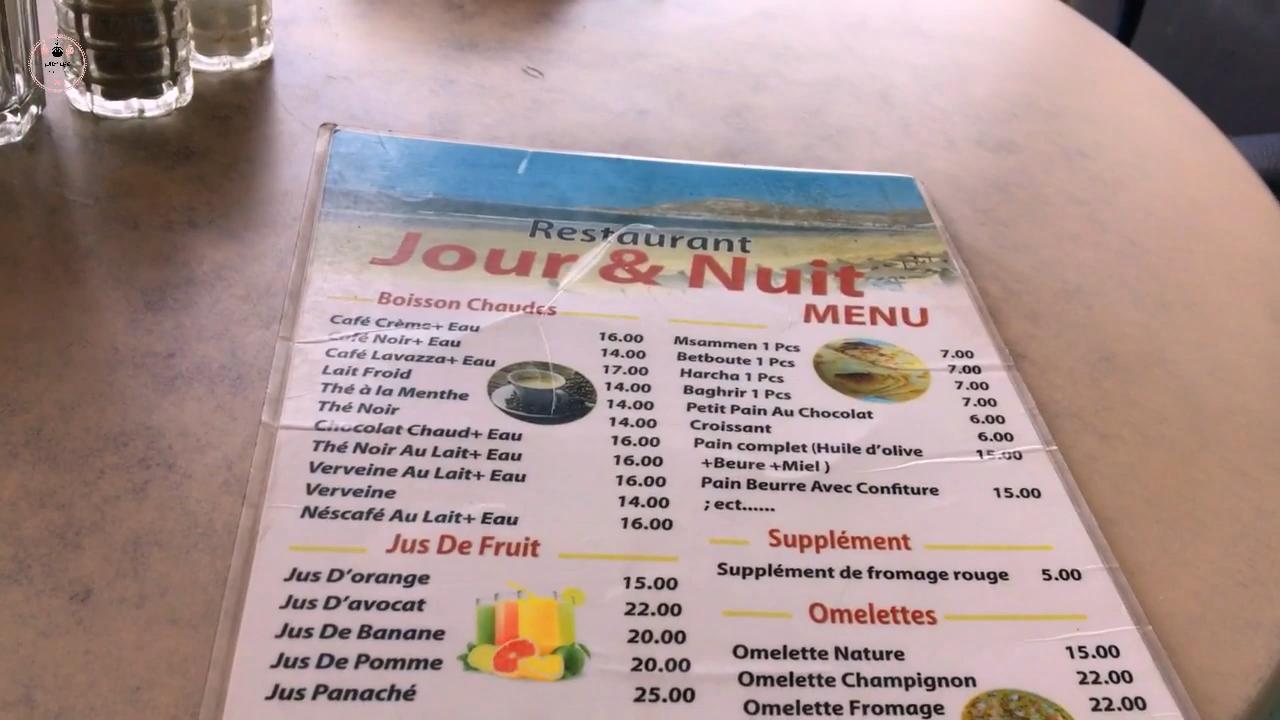 Restaurant
Jour & Nuit
MENU
Boisson Chaudes
Café Crème+ Eau 16.00
Café Noir+ Eau 14.00
Café Lavazza+ Eau 17.00
Lait Froid 14.00
Thé à la Menthe 14.00
Thé Noir 14.00
Chocolat Chaud+ Eau 16.00
Thé Noir Au Lait+ Eau 16.00
Verveine Au Lait+ Eau 16.00
Verveine 14.00
Néscafé Au Lait+ Eau 16.00
Jus De Fruit
Jus D'orange 15.00
Jus D'avocat 22.00
Jus De Banane 20.00
Jus De Pomme 20.00
Jus Panaché 25.00
Msammen 1 Pcs 7.00
Betboute 1 Pcs 7.00
Harcha 1 Pcs 7.00
Baghrir 1 Pcs 7.00
Petit Pain Au Chocolat 6.00
Croissant 6.00
Pain complet (Huile d'olive 15.00
+Beure +Miel )
Pain Beurre Avec Confiture 15.00
; ect......
Supplément
Supplément de fromage rouge 5.00
Omelettes
Omelette Nature 15.00
Omelette Champignon 22.00
Omelette Fromage 22.00